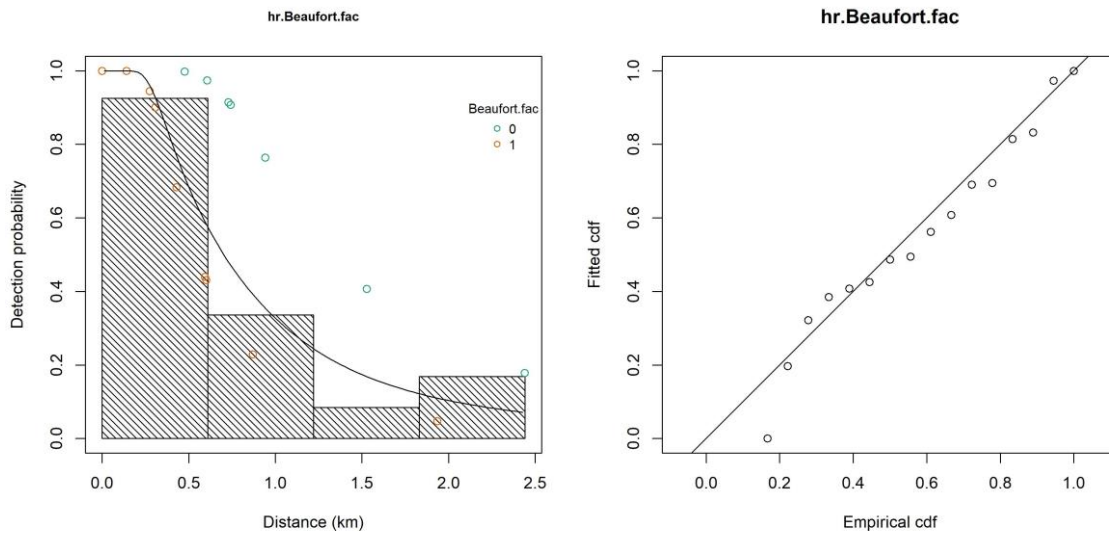 hr.Beaufort.fac
Detection probability
1.0
0.8
0.6
0.4
0.2
0.0
Beaufort.fac
0
1
0.0 0.5 1.0 1.5 2.0 2.5
Distance (km)
hr.Beaufort.fac
Fitted cdf
1.0
0.8
0.6
0.4
0.2
0.0
0.0 0.2 0.4 0.6 0.8 1.0
Empirical cdf